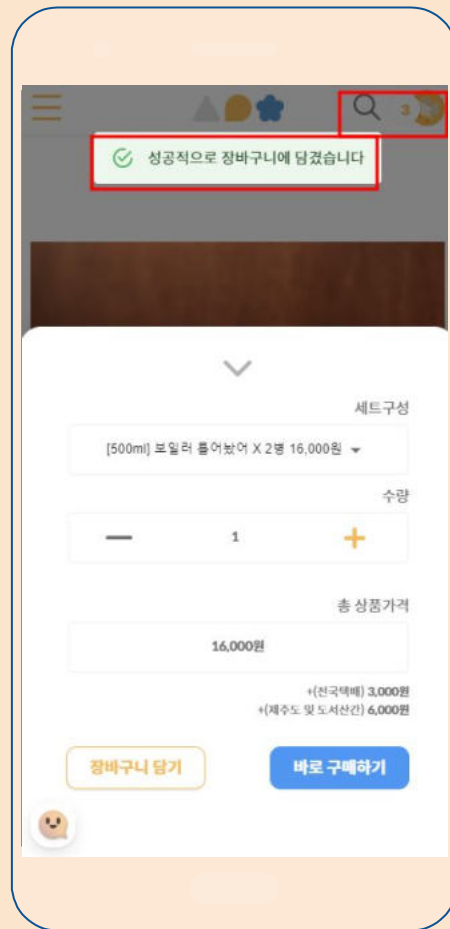 3
성공적으로 장바구니에 담겼습니다
세트구성
[500ml] 보일러 틀어놨어 X 2병 16,000원
수량
1
총 상품가격
16,000원
+(전국택배) 3,000원
+(제주도 및 도서산간) 6,000원
장바구니 담기
바로 구매하기